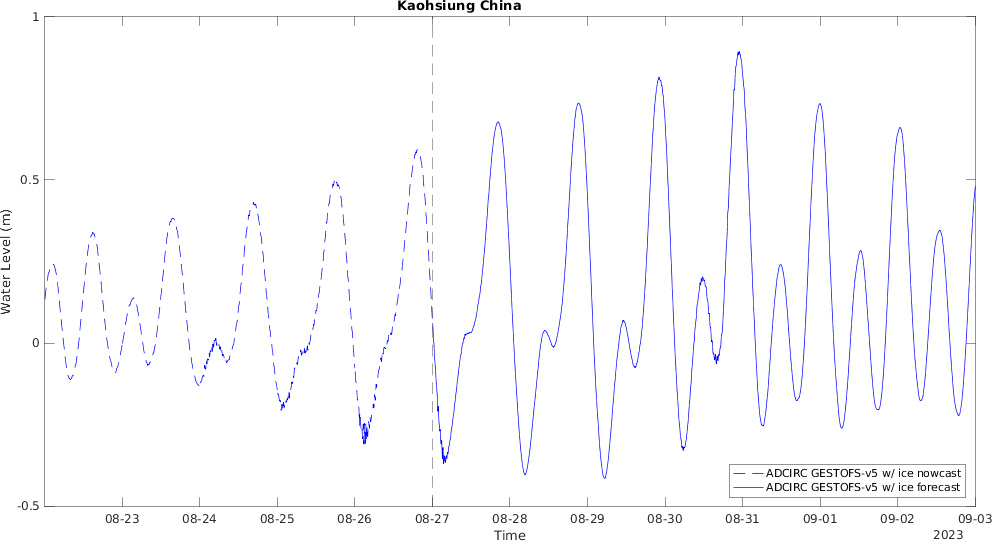 Kaohsiung China
1
0.5
0
-0.5
Water Level (m)
ADCIRC GESTOFS-v5 w/ ice nowcast
ADCIRC GESTOFS-v5 w/ ice forecast
08-23 08-24 08-25 08-26 08-27 08-28 08-29 08-30 08-31 09-01 09-02 09-03
Time
2023